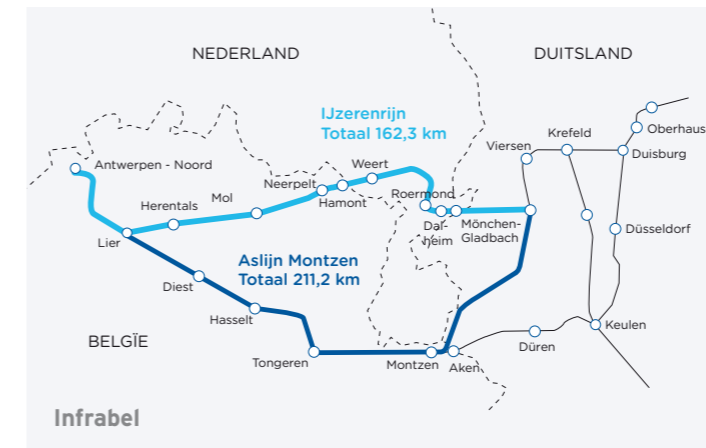 NEDERLAND
DUITSLAND
IJzerenrijn
Totaal 162,3 km
Oberhaus
Krefeld
Viersen
Duisburg
Antwerpen - Noord
Weert
Neerpelt
Hamont
Roermond
Mol
Herentals
Dal-
heim
Mönchen-
Gladbach
Düsseldorf
Lier
Aslijn Montzen
Totaal 211,2 km
Diest
Hasselt
Keulen
BELGÏE
Düren
Tongeren
Montzen
Aken
Infrabel